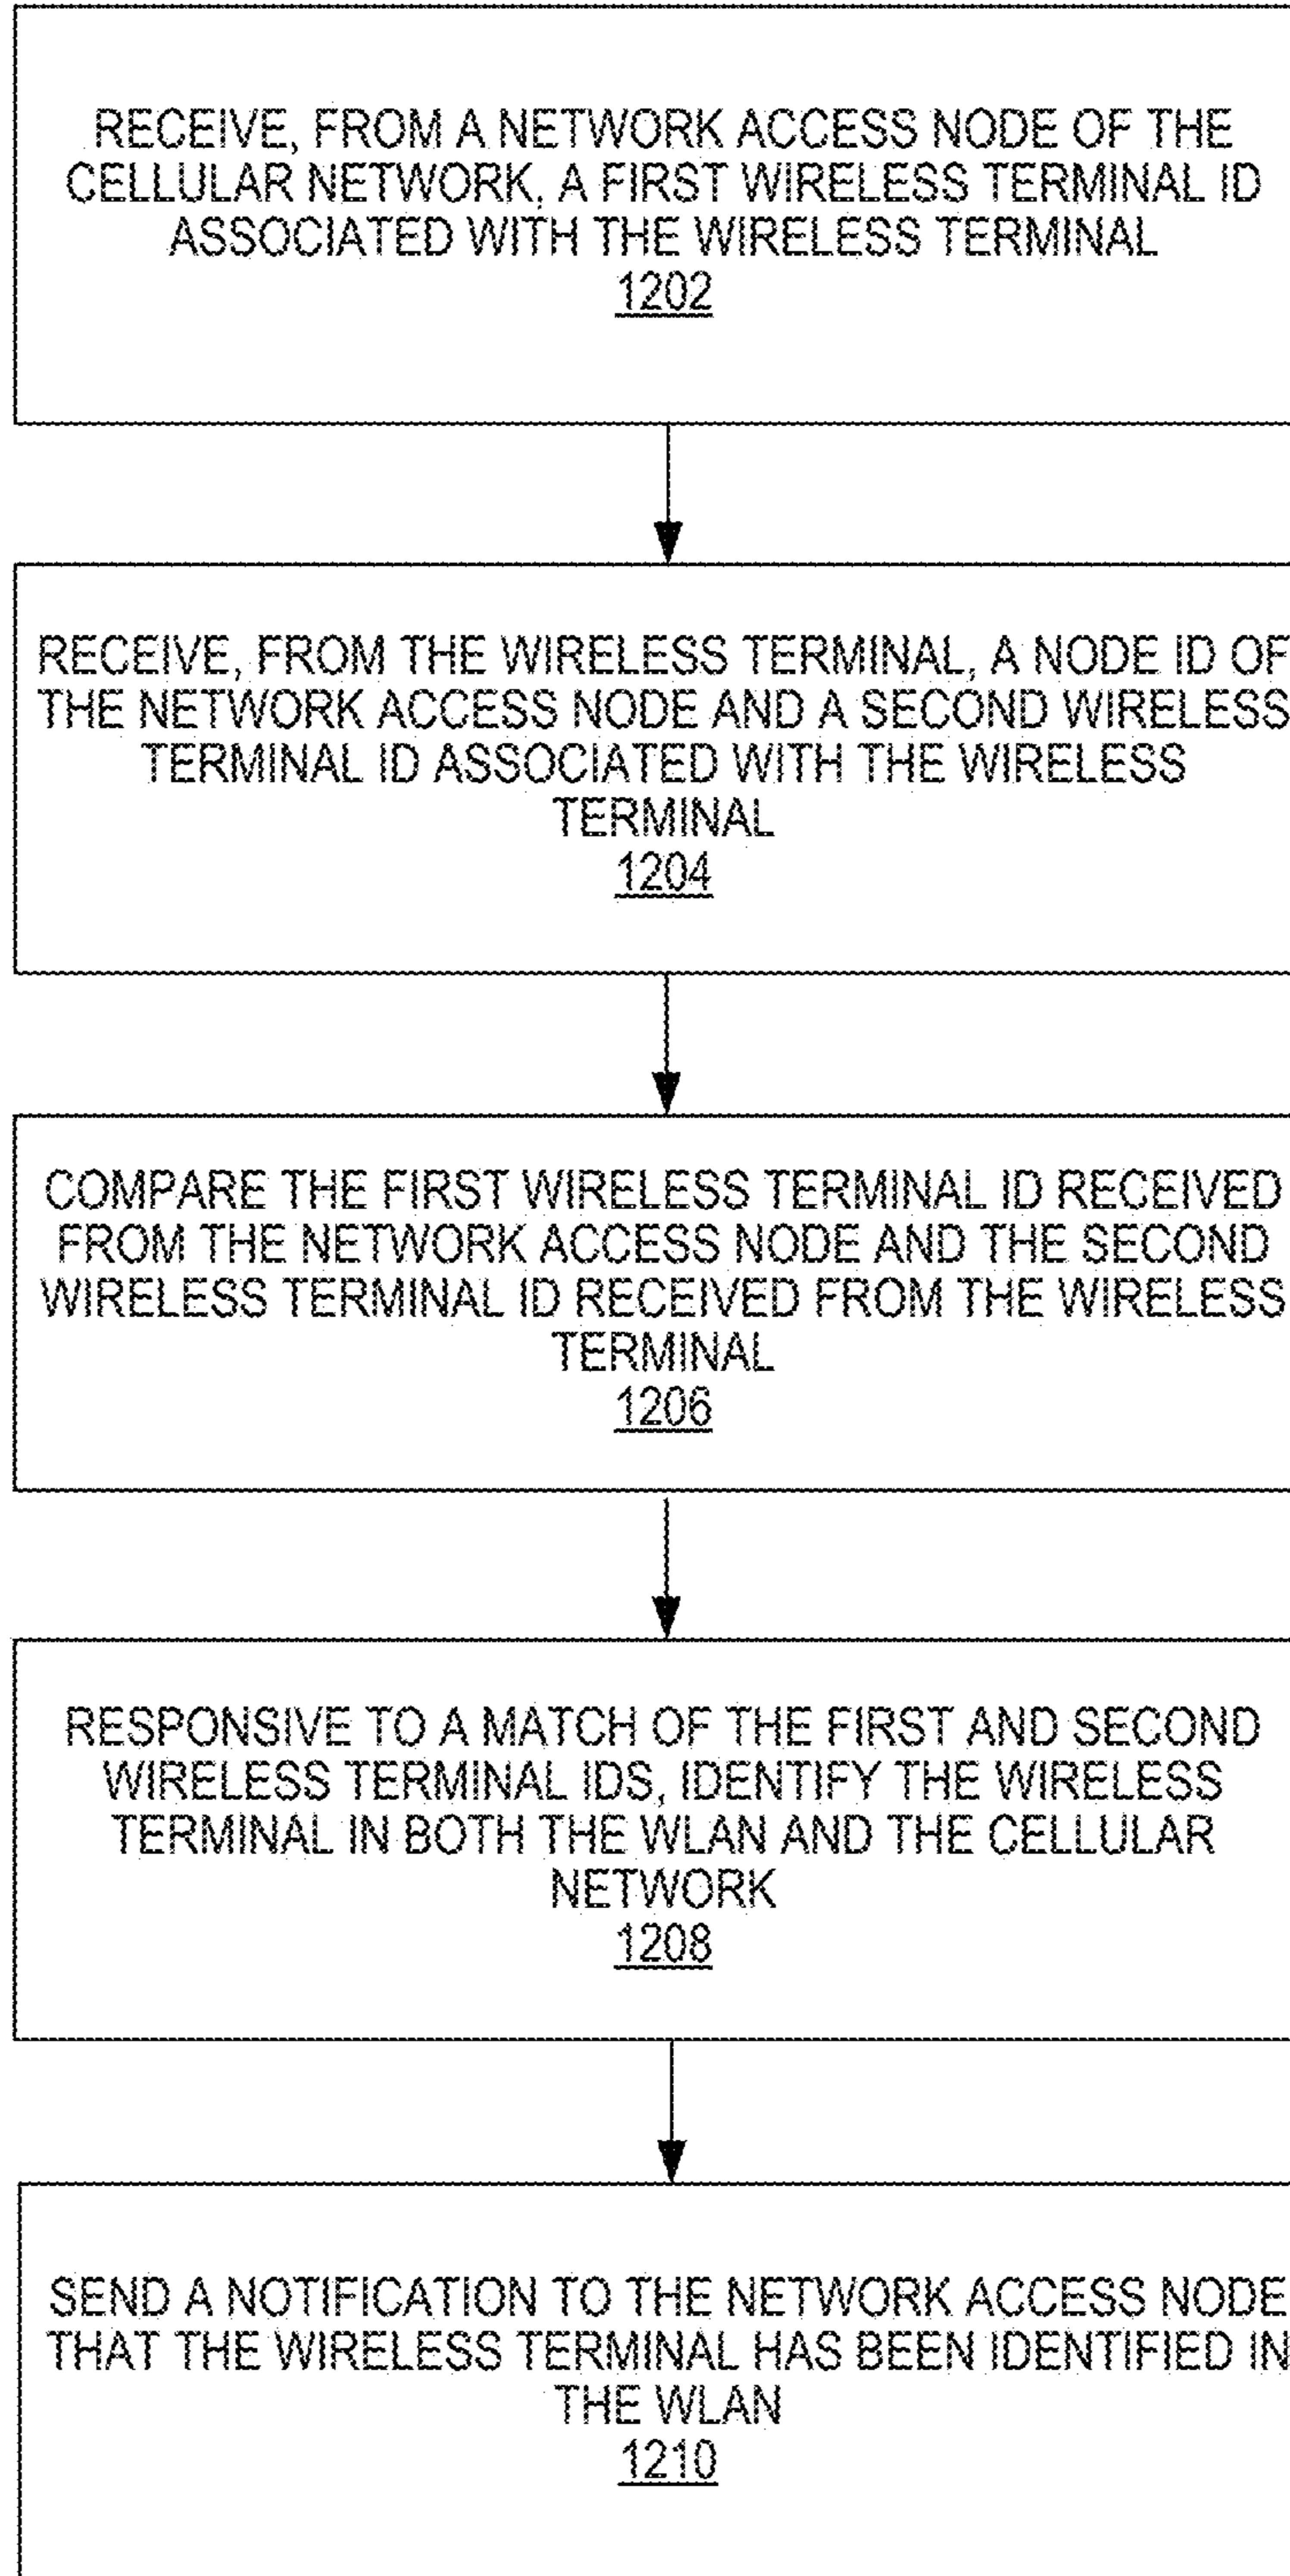 RECEIVE, FROM A NETWORK ACCESS NODE OF THE
CELLULAR NETWORK, A FIRST WIRELESS TERMINAL ID
ASSOCIATED WITH THE WIRELESS TERMINAL
1202
RECEIVE, FROM THE WIRELESS TERMINAL, A NODE ID OF
THE NETWORK ACCESS NODE AND A SECOND WIRELESS
TERMINAL ID ASSOCIATED WITH THE WIRELESS
TERMINAL
1204
COMPARE THE FIRST WIRELESS TERMINAL ID RECEIVED
FROM THE NETWORK ACCESS NODE AND THE SECOND
WIRELESS TERMINAL ID RECEIVED FROM THE WIRELESS
TERMINAL
1206
RESPONSIVE TO A MATCH OF THE FIRST AND SECOND
WIRELESS TERMINAL IDS, IDENTIFY THE WIRELESS
TERMINAL IN BOTH THE WLAN AND THE CELLULAR
NETWORK
1208
SEND A NOTIFICATION TO THE NETWORK ACCESS NODE
THAT THE WIRELESS TERMINAL HAS BEEN IDENTIFIED IN
THE WLAN
1210